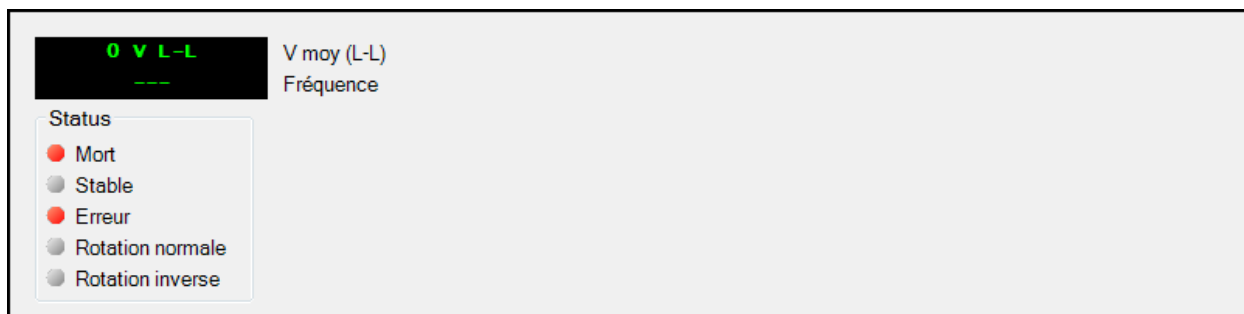 0 V L-L V moy (L-L)
--- Fréquence
Status
Mort
Stable
Erreur
Rotation normale
Rotation inverse